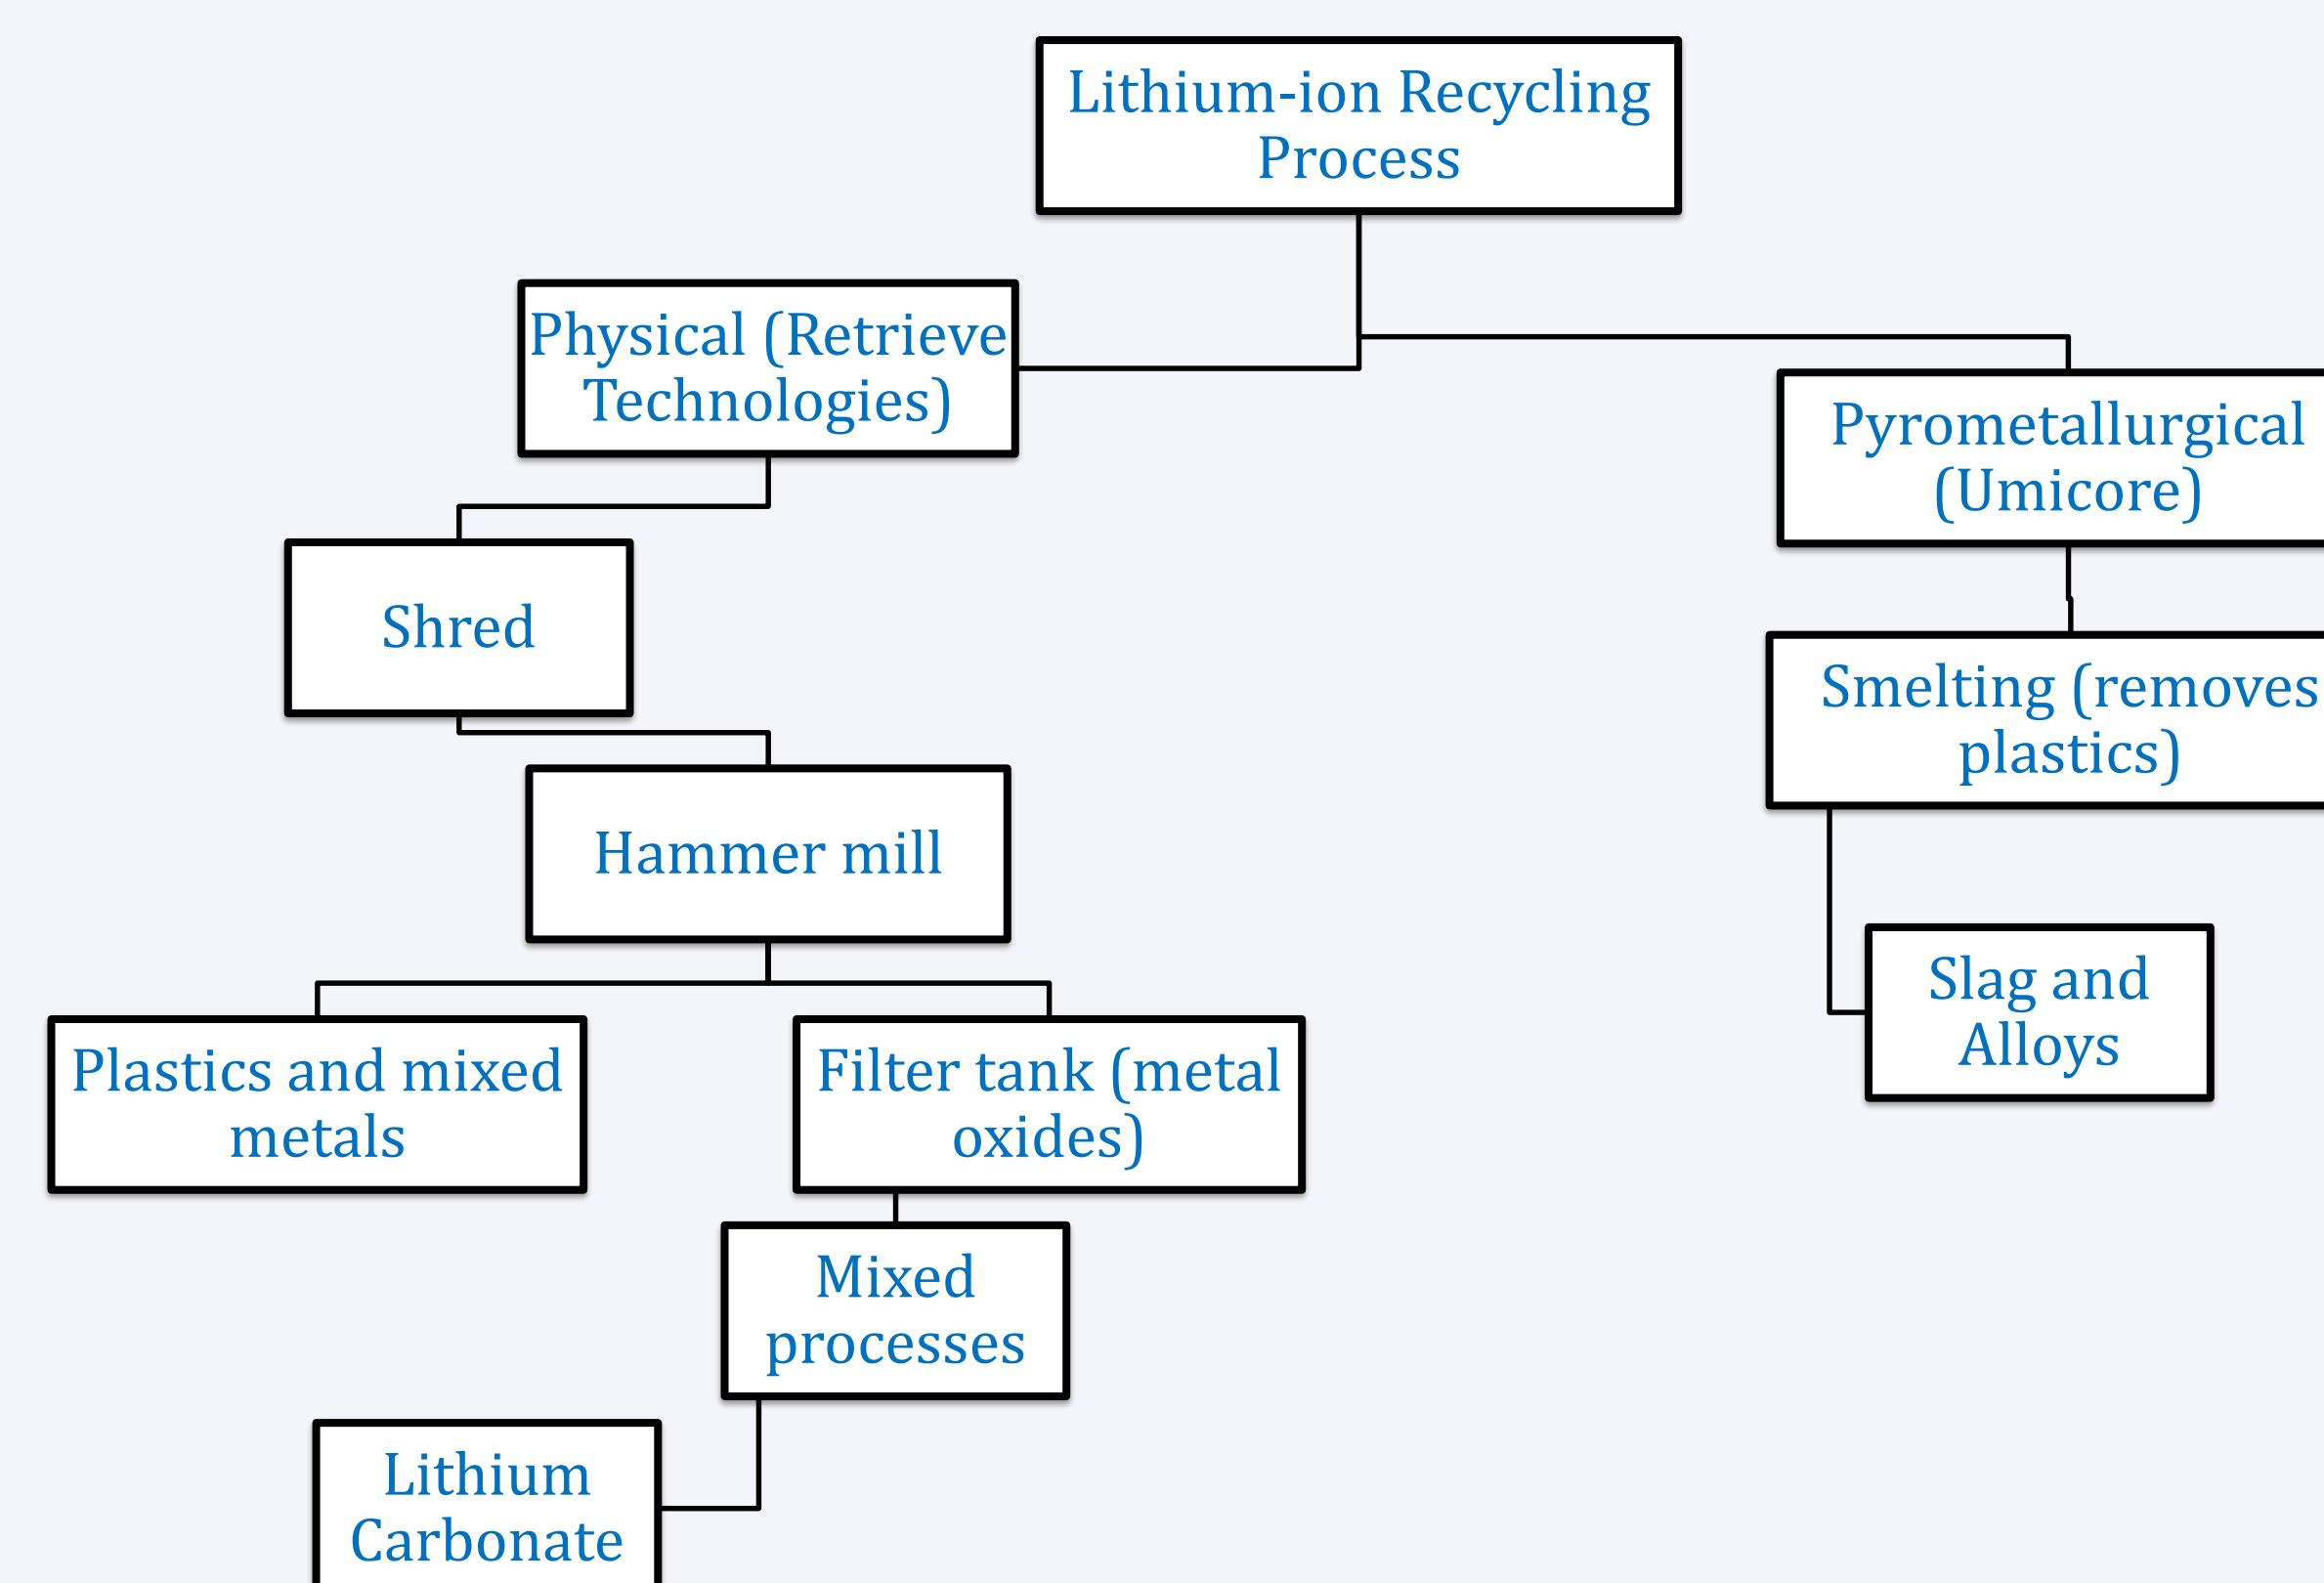 Lithium-ion Recycling
Process
Physical (Retrieve
Technologies)
Pyrometallurgical
(Umicore)
Shred
Smelting (removes
plastics)
Hammer mill
Slag and
Alloys
Plastics and mixed
metals
Filter tank (metal
oxides)
Mixed
processes
Lithium
Carbonate